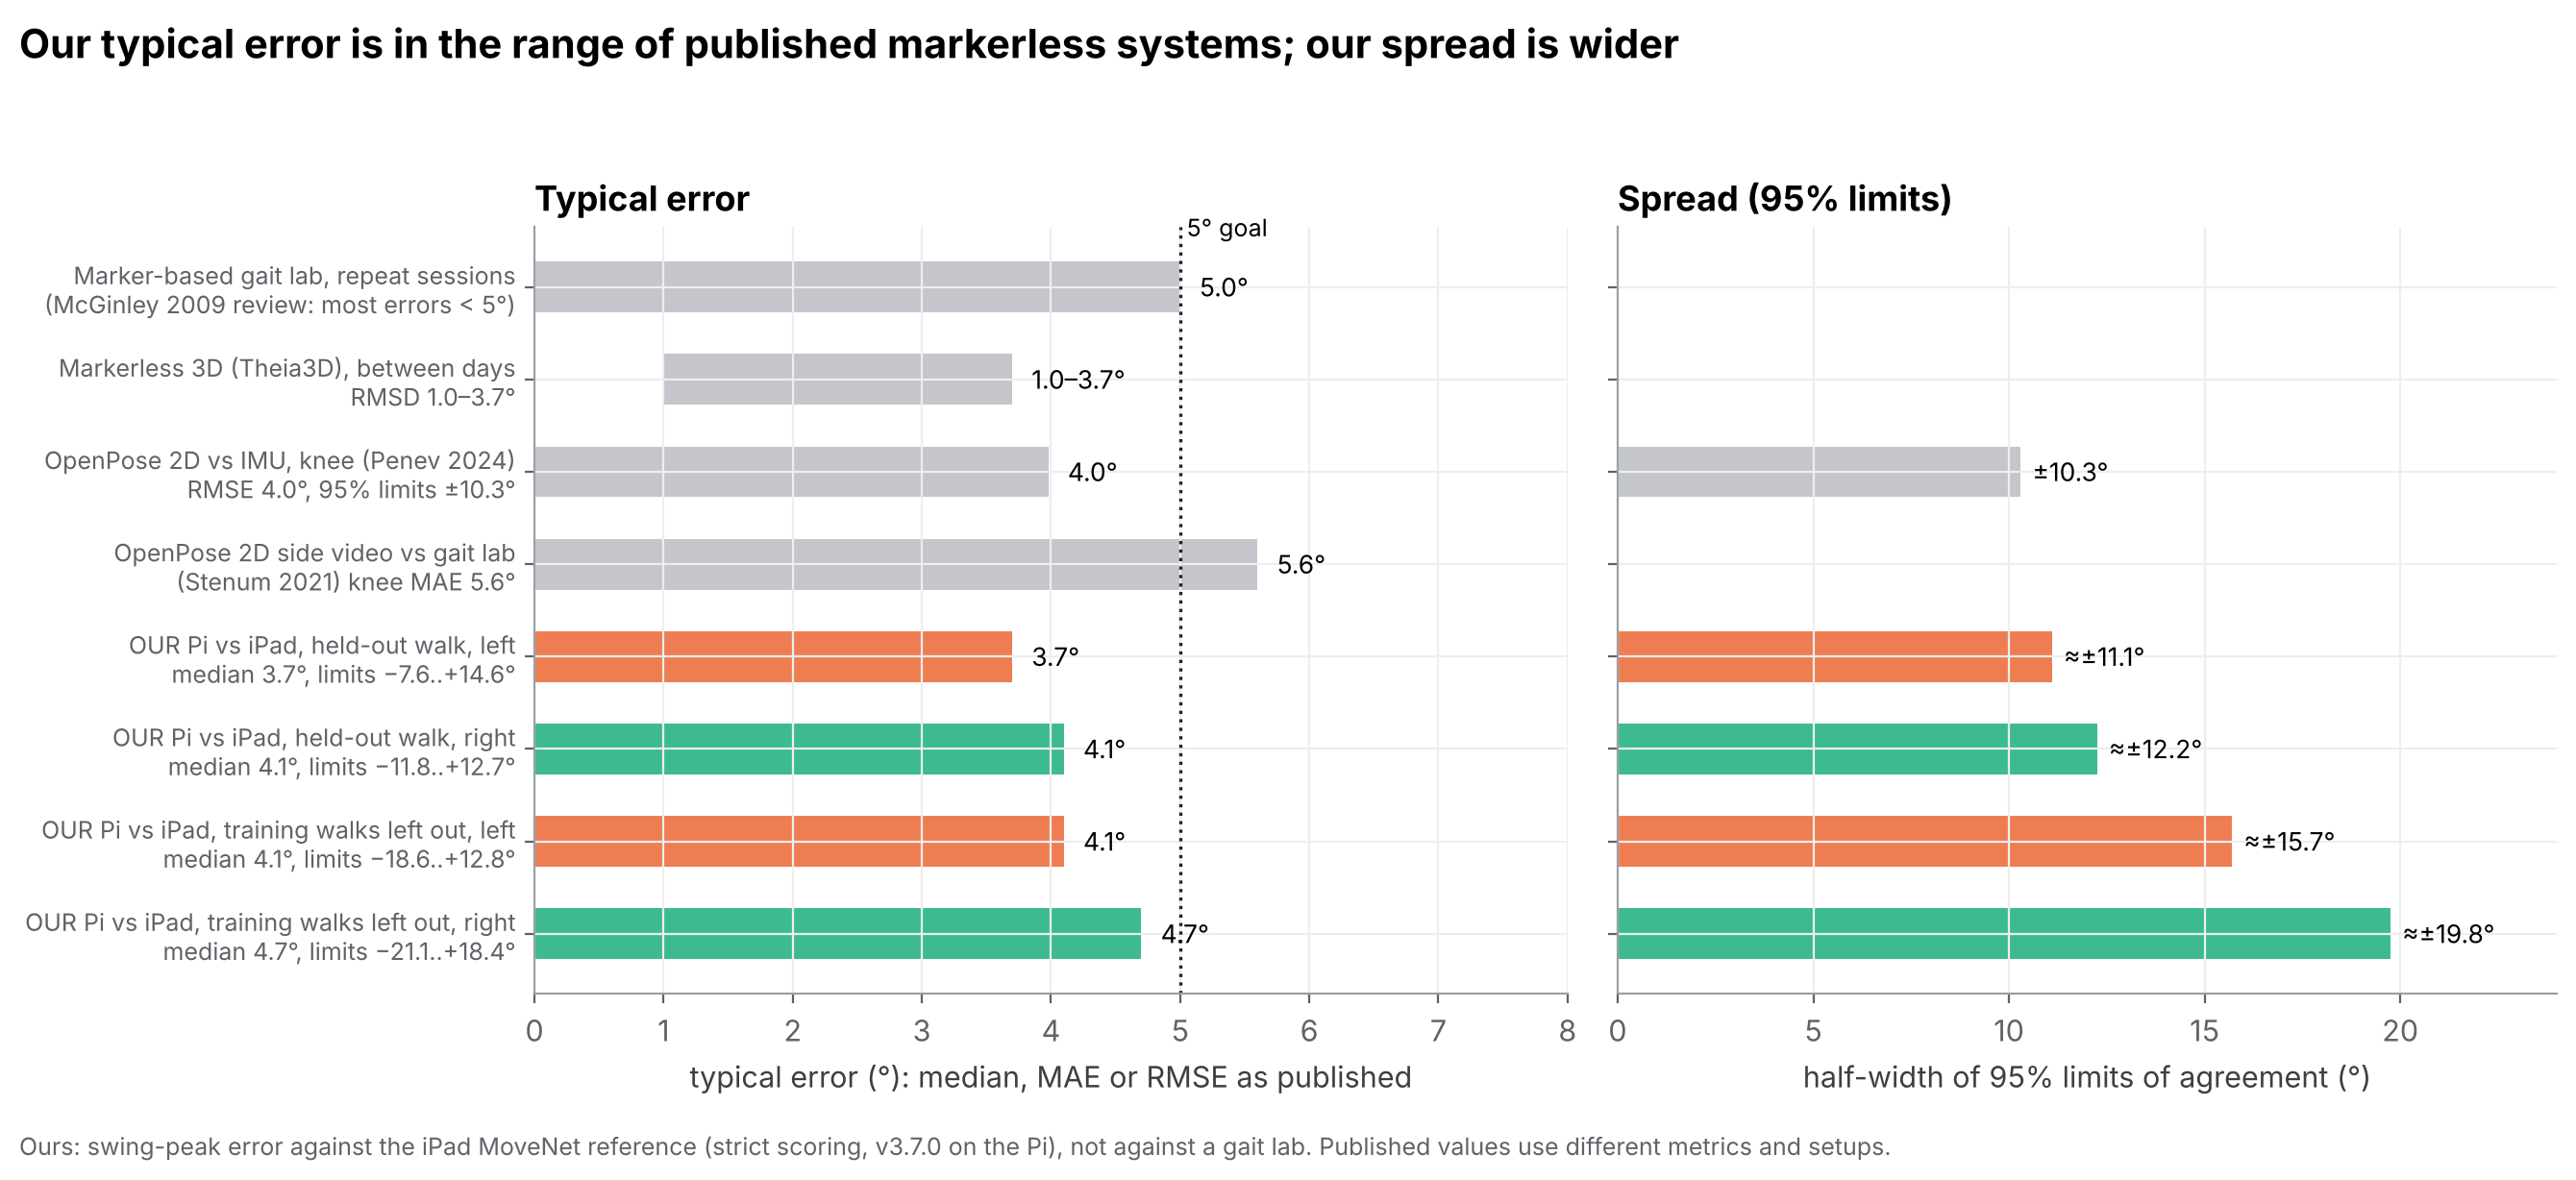 Our typical error is in the range of published markerless systems; our spread is wider
Typical error
5° goal
Marker-based gait lab, repeat sessions
(McGinley 2009 review: most errors < 5°)
5.0°
Markerless 3D (Theia3D), between days
RMSD 1.0–3.7°
1.0–3.7°
OpenPose 2D vs IMU, knee (Penev 2024)
RMSE 4.0°, 95% limits ±10.3°
4.0°
OpenPose 2D side video vs gait lab
(Stenum 2021) knee MAE 5.6°
5.6°
OUR Pi vs iPad, held-out walk, left
median 3.7°, limits −7.6..+14.6°
3.7°
OUR Pi vs iPad, held-out walk, right
median 4.1°, limits −11.8..+12.7°
4.1°
OUR Pi vs iPad, training walks left out, left
median 4.1°, limits −18.6..+12.8°
4.1°
OUR Pi vs iPad, training walks left out, right
median 4.7°, limits −21.1..+18.4°
4.7°
0 1 2 3 4 5 6 7 8
typical error (°): median, MAE or RMSE as published
Spread (95% limits)
±10.3°
≈±11.1°
≈±12.2°
≈±15.7°
≈±19.8°
0 5 10 15 20
half-width of 95% limits of agreement (°)
Ours: swing-peak error against the iPad MoveNet reference (strict scoring, v3.7.0 on the Pi), not against a gait lab. Published values use different metrics and setups.